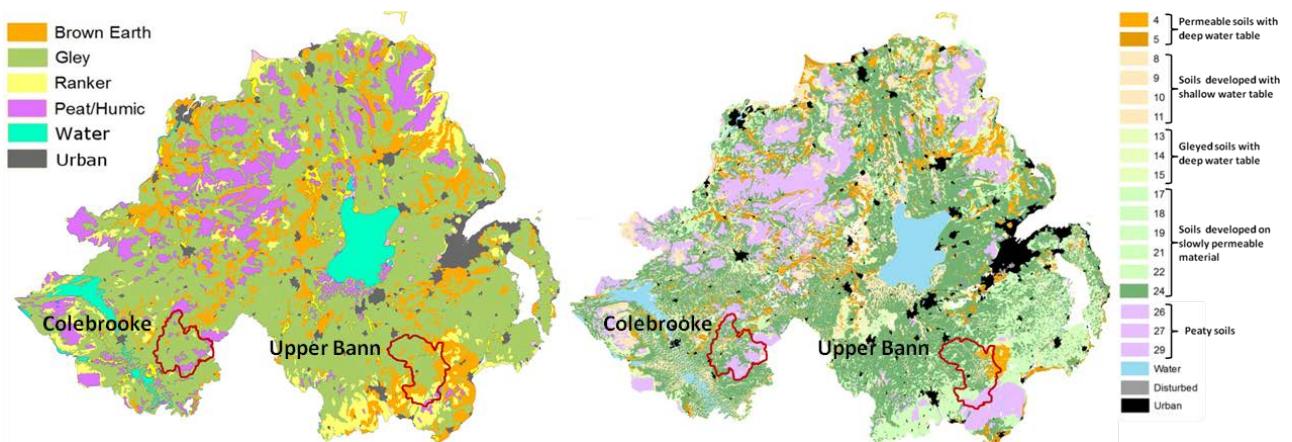 Brown Earth
Gley
Ranker
Peat/Humic
Water
Urban
Colebrooke
Upper Bann
Colebrooke
Upper Bann
4
5
Permeable soils with
deep water table
8
9
10
11
Soils developed with
shallow water table
13
14
15
Gleyed soils with
deep water table
17
18
19
21
22
24
Soils developed on
slowly permeable
material
26
27
29
Peaty soils
Water
Disturbed
Urban